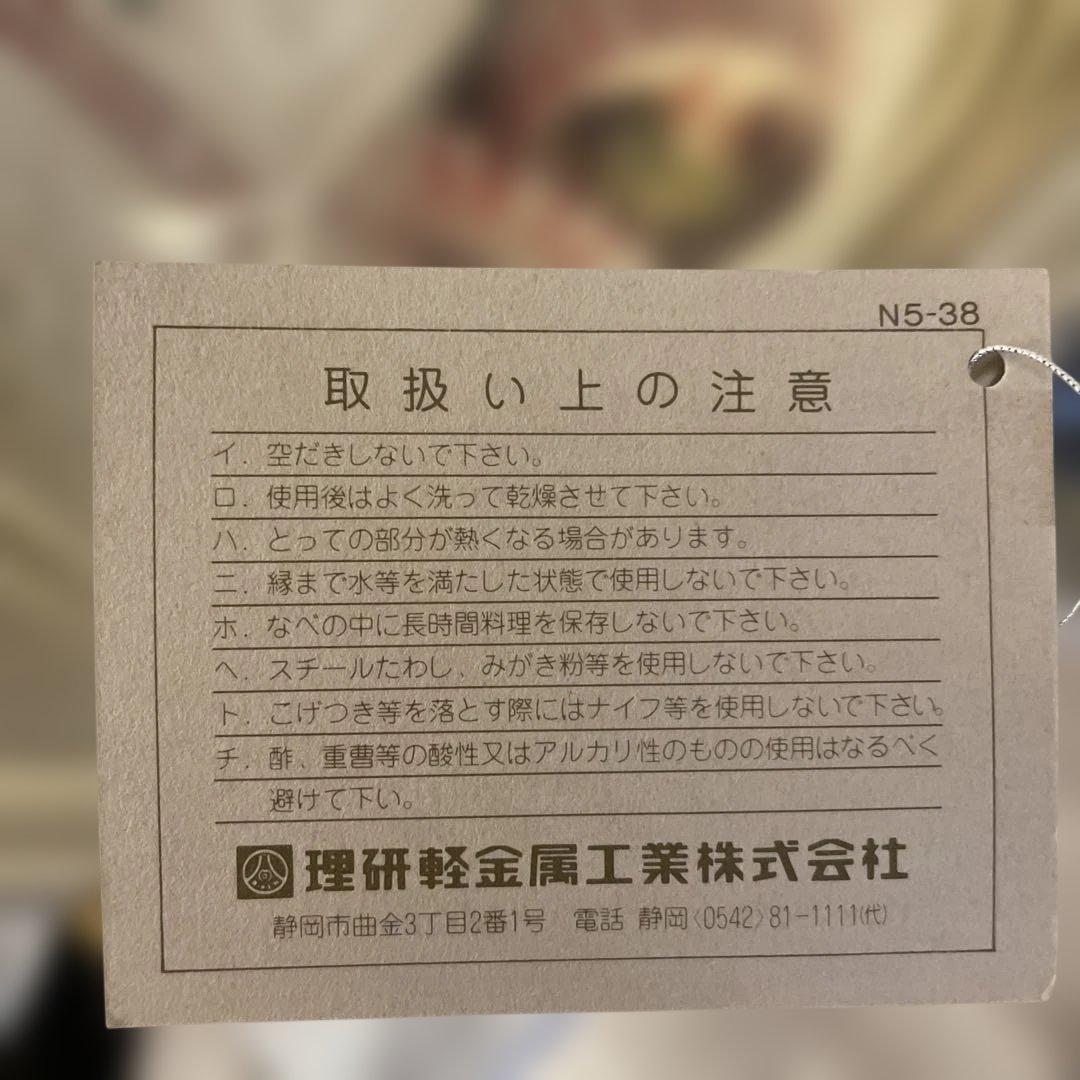 N5-38
取扱い上の注意
イ. 空だきしないで下さい。
ロ. 使用後はよく洗って乾燥させて下さい。
ハ. とっての部分が熱くなる場合があります。
ニ. 縁まで水等を満たした状態で使用しないで下さい。
ホ. なべの中に長時間料理を保存しないで下さい。
ヘ. スチールたわし、みがき粉等を使用しないで下さい。
ト. こげつき等を落とす際にはナイフ等を使用しないで下さい。
チ. 酢、重曹等の酸性又はアルカリ性のものの使用はなるべく
避けて下い。
理研軽金属工業株式会社
静岡市曲金3丁目2番1号 電話 静岡〈0542〉81-1111(代)